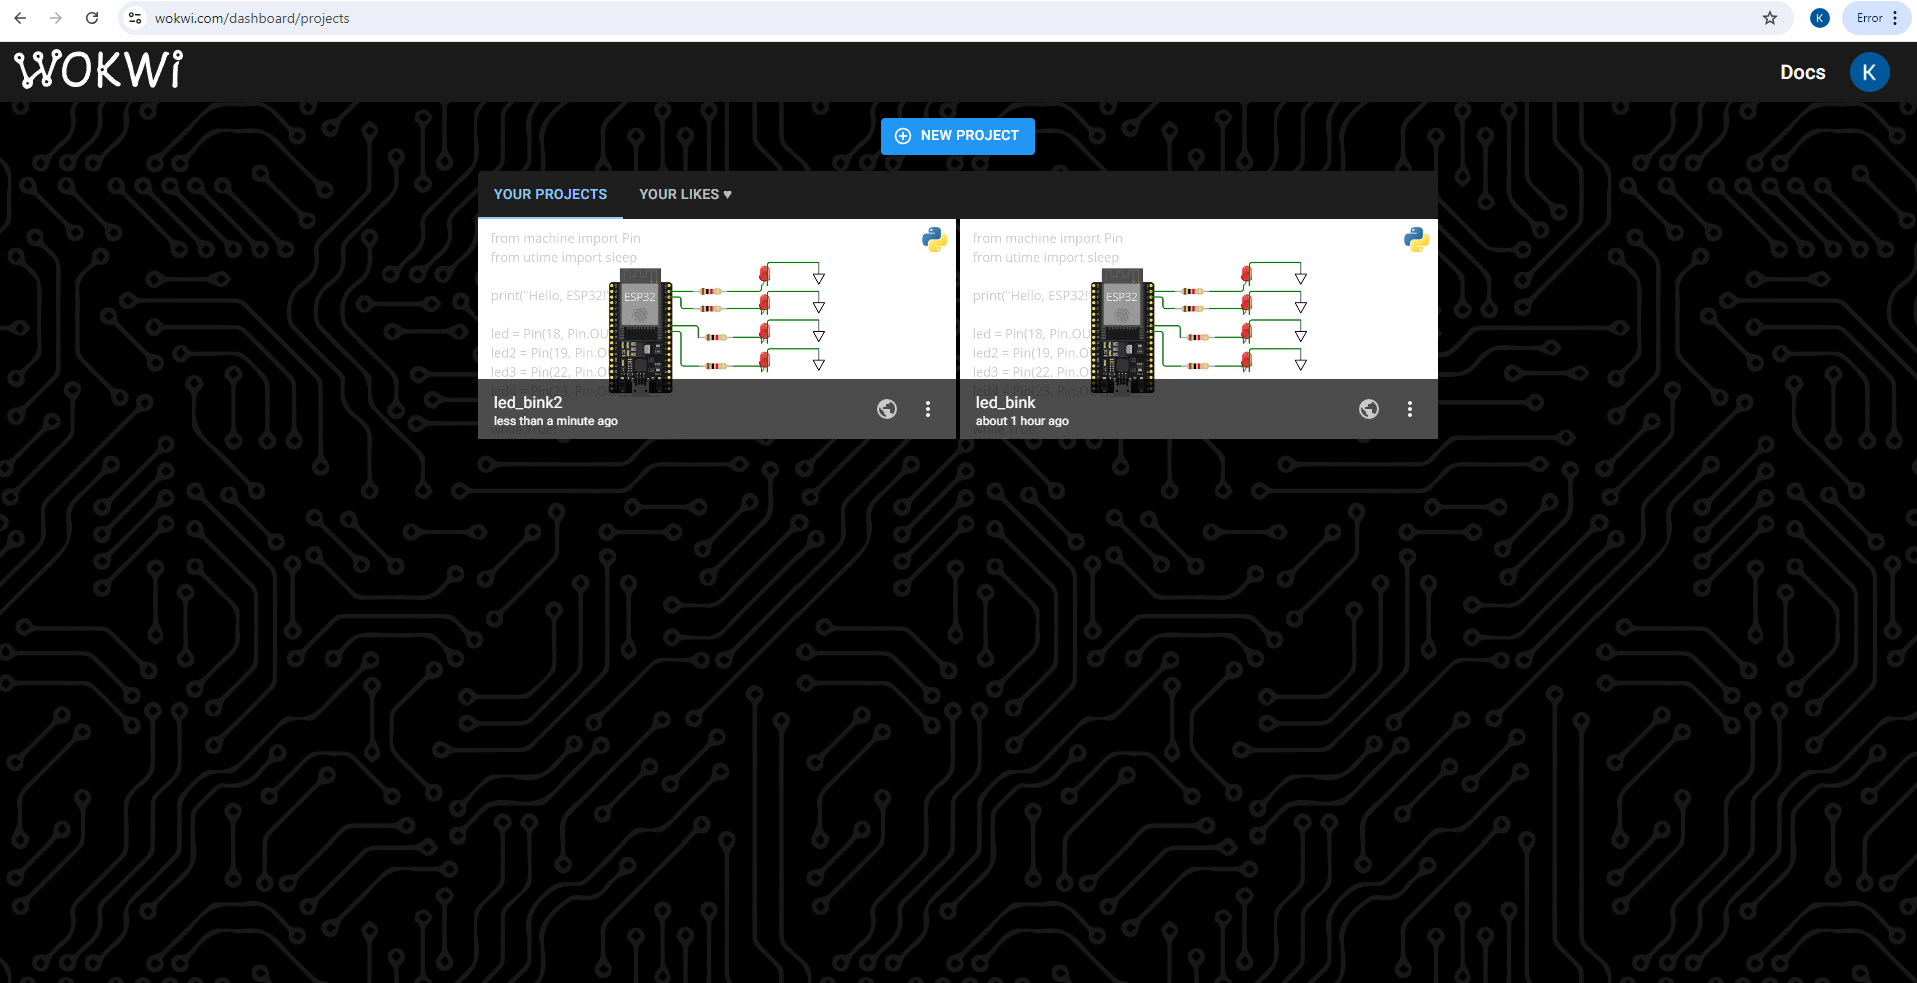 wokwi.com/dashboard/projects
K
Error
WOKWI
Docs
K
NEW PROJECT
YOUR PROJECTS
YOUR LIKES ♥
from machine import Pin
from utime import sleep
print("Hello, ESP32!
ESP32
led = Pin(18, Pin.OU
led2 = Pin(19, Pin.O
led3 = Pin(22, Pin.O
led4 = Pin(23, Pin.O
led_bink2
less than a minute ago
from machine import Pin
from utime import sleep
print("Hello, ESP32!
ESP32
led = Pin(18, Pin.OU
led2 = Pin(19, Pin.O
led3 = Pin(22, Pin.O
led4 = Pin(23, Pin.O
led_bink
about 1 hour ago